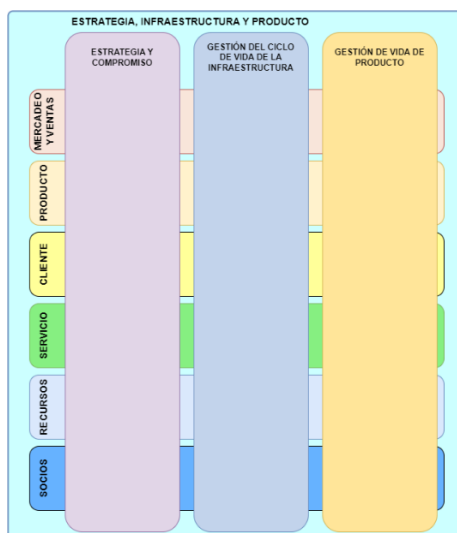 ESTRATEGIA, INFRAESTRUCTURA Y PRODUCTO
ESTRATEGIA Y
COMPROMISO
GESTIÓN DEL CICLO
DE VIDA DE LA
INFRAESTRUCTURA
GESTIÓN DE VIDA DE
PRODUCTO
MERCADEO
Y VENTAS
PRODUCTO
CLIENTE
SERVICIO
RECURSOS
SOCIOS